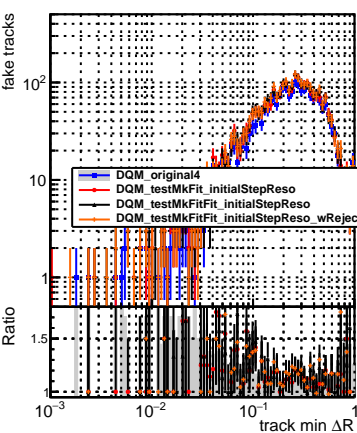 fake tracks
10²
10
1
DQM_original4
DQM_testMkFit_initialStepReso
DQM_testMkFitFit_initialStepReso
DQM_testMkFitFit_initialStepReso_wRejec
Ratio
1.5
1
10⁻³
10⁻²
10⁻¹
1
track min ΔR